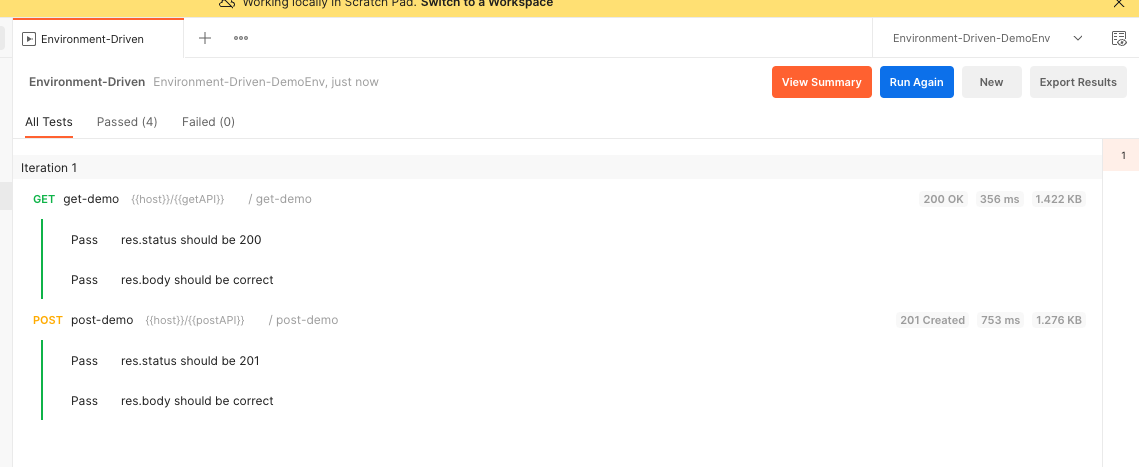 Working locally in Scratch Pad. Switch to a Workspace
Environment-Driven
Environment-Driven-DemoEnv
Environment-Driven Environment-Driven-DemoEnv, just now
View Summary Run Again New Export Results
All Tests Passed (4) Failed (0)
1
Iteration 1
GET get-demo {{host}}/{{getAPI}} / get-demo 200 OK 356 ms 1.422 KB
Pass res.status should be 200
Pass res.body should be correct
POST post-demo {{host}}/{{postAPI}} / post-demo 201 Created 753 ms 1.276 KB
Pass res.status should be 201
Pass res.body should be correct